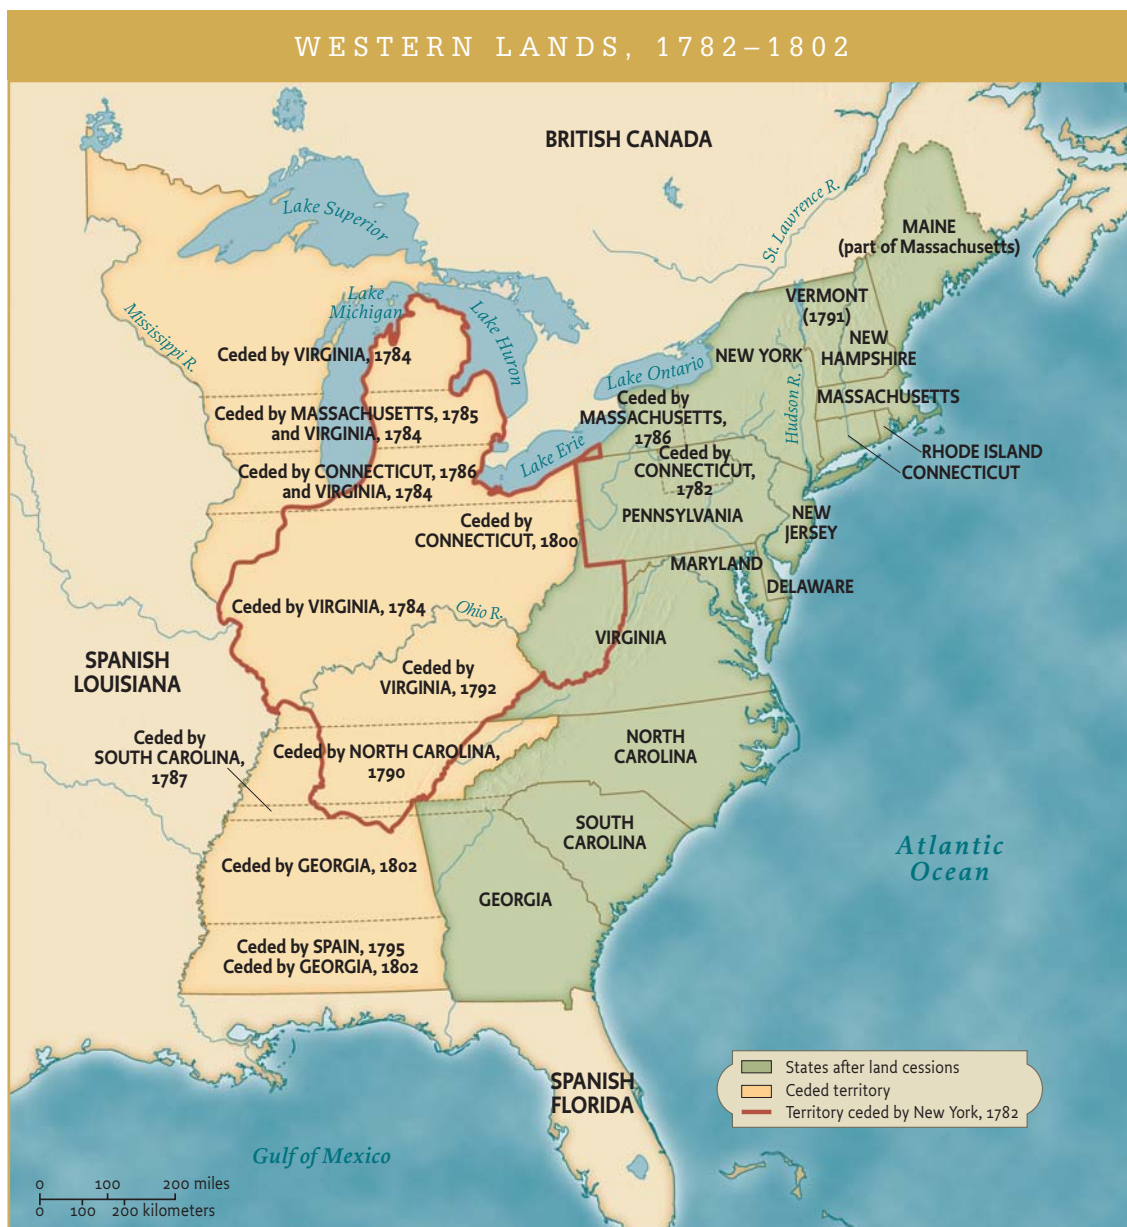 WESTERN LANDS, 1782–1802
BRITISH CANADA
Lake Superior
St. Lawrence R.
MAINE
(part of Massachusetts)
Lake
Michigan
Lake Huron
Mississippi R.
VERMONT
(1791)
NEW
HAMPSHIRE
NEW YORK
Hudson R.
Lake Ontario
MASSACHUSETTS
RHODE ISLAND
CONNECTICUT
Ceded by VIRGINIA, 1784
Ceded by MASSACHUSETTS, 1785
and VIRGINIA, 1784
Ceded by
MASSACHUSETTS,
1786
Lake Erie
Ceded by CONNECTICUT, 1786
and VIRGINIA, 1784
Ceded by
CONNECTICUT,
1782
PENNSYLVANIA
NEW
JERSEY
Ceded by
CONNECTICUT, 1800
MARYLAND
DELAWARE
Ceded by VIRGINIA, 1784
Ohio R.
VIRGINIA
SPANISH
LOUISIANA
Ceded by
VIRGINIA, 1792
Ceded by
SOUTH CAROLINA,
1787
Ceded by NORTH CAROLINA,
1790
NORTH
CAROLINA
SOUTH
CAROLINA
Atlantic
Ocean
Ceded by GEORGIA, 1802
GEORGIA
Ceded by SPAIN, 1795
Ceded by GEORGIA, 1802
SPANISH
FLORIDA
States after land cessions
Ceded territory
Territory ceded by New York, 1782
Gulf of Mexico
0 100 200 miles
0 100 200 kilometers